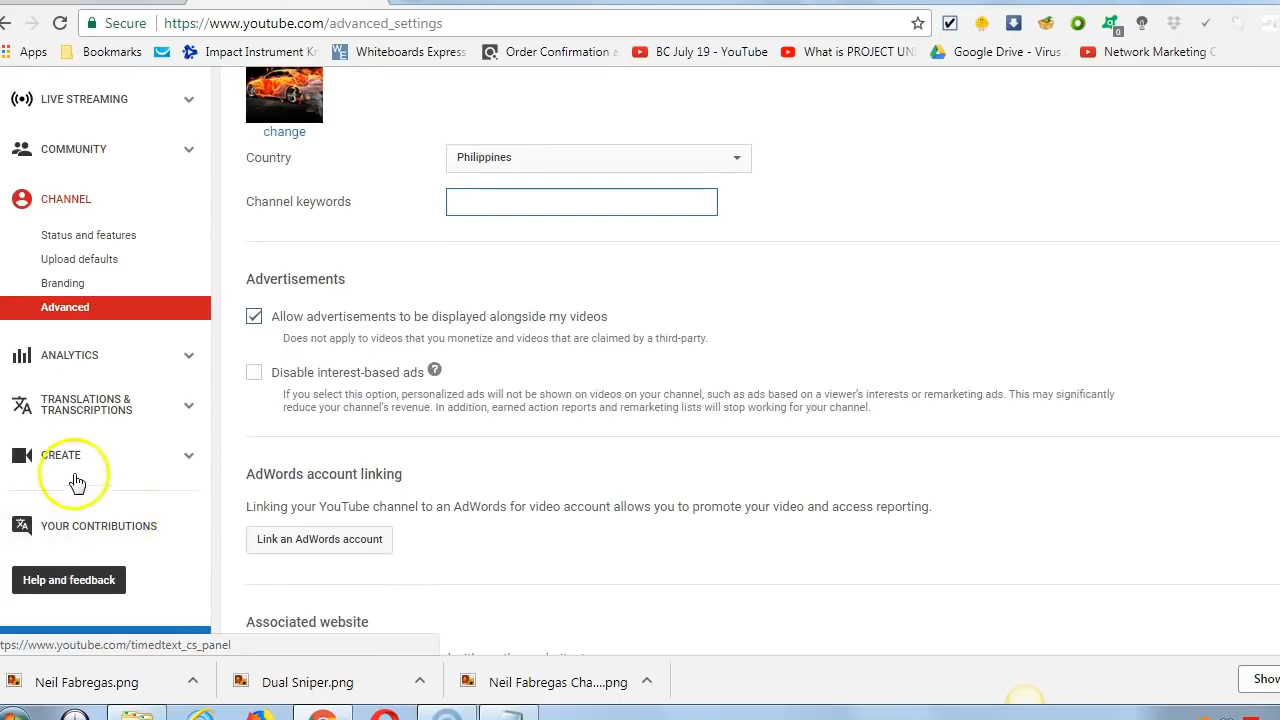 Secure https://www.youtube.com/advanced_settings
Apps Bookmarks Impact Instrument Kr Whiteboards Expres Order Confirmation a BC July 19 - YouTube What is PROJECT UNI Google Drive - Virus Network Marketing C
LIVE STREAMING
change
COMMUNITY
Country Philippines
CHANNEL
Channel keywords
Status and features
Upload defaults
Branding
Advanced
Advertisements
Allow advertisements to be displayed alongside my videos
Does not apply to videos that you monetize and videos that are claimed by a third-party.
ANALYTICS
Disable interest-based ads ?
If you select this option, personalized ads will not be shown on videos on your channel, such as ads based on a viewer's interests or remarketing ads. This may significantly
reduce your channel's revenue. In addition, earned action reports and remarketing lists will stop working for your channel.
TRANSLATIONS &
TRANSCRIPTIONS
CREATE
AdWords account linking
Linking your YouTube channel to an AdWords for video account allows you to promote your video and access reporting.
YOUR CONTRIBUTIONS
Link an AdWords account
Help and feedback
Associated website
ttps://www.youtube.com/timedtext_cs_panel
Neil Fabregas.png Dual Sniper.png Neil Fabregas Cha....png Show